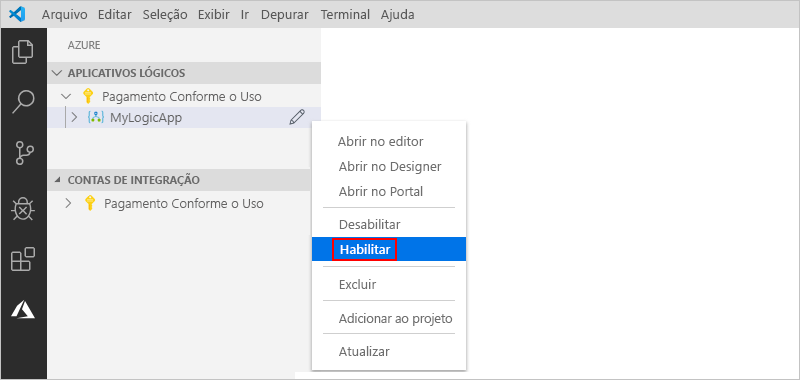 Arquivo Editar Seleção Exibir Ir Depurar Terminal Ajuda
AZURE
APLICATIVOS LÓGICOS
Pagamento Conforme o Uso
MyLogicApp
CONTAS DE INTEGRAÇÃO
Pagamento Conforme o Uso
Abrir no editor
Abrir no Designer
Abrir no Portal
Desabilitar
Habilitar
Excluir
Adicionar ao projeto
Atualizar